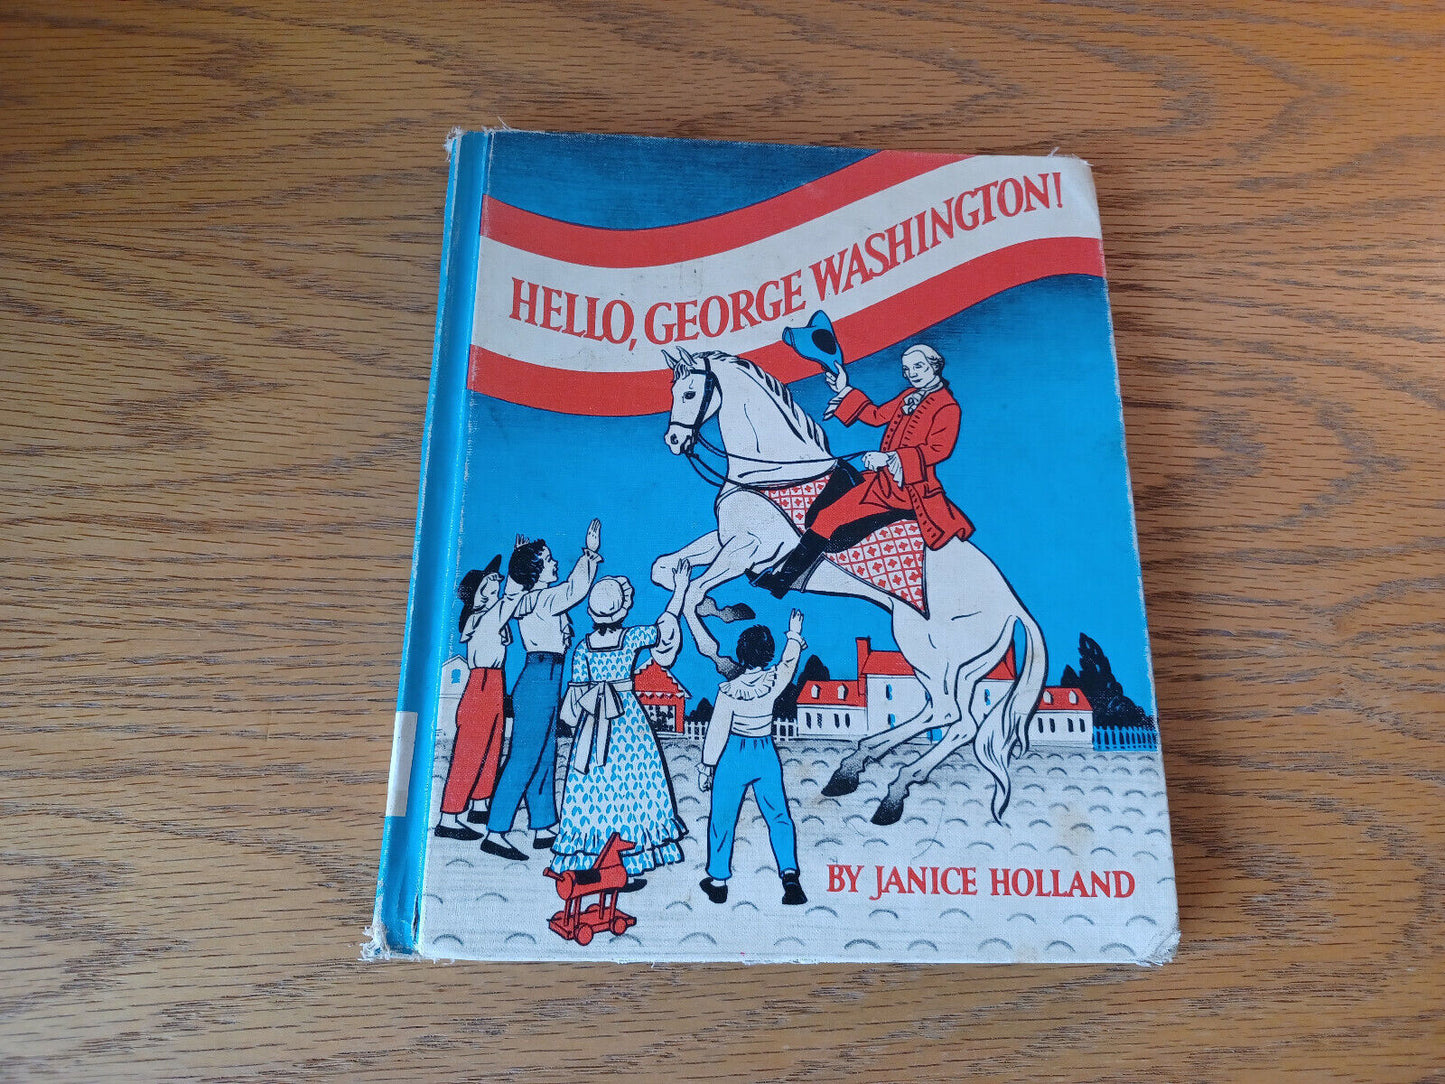 HELLO, GEORGE WASHINGTON!
BY JANICE HOLLAND